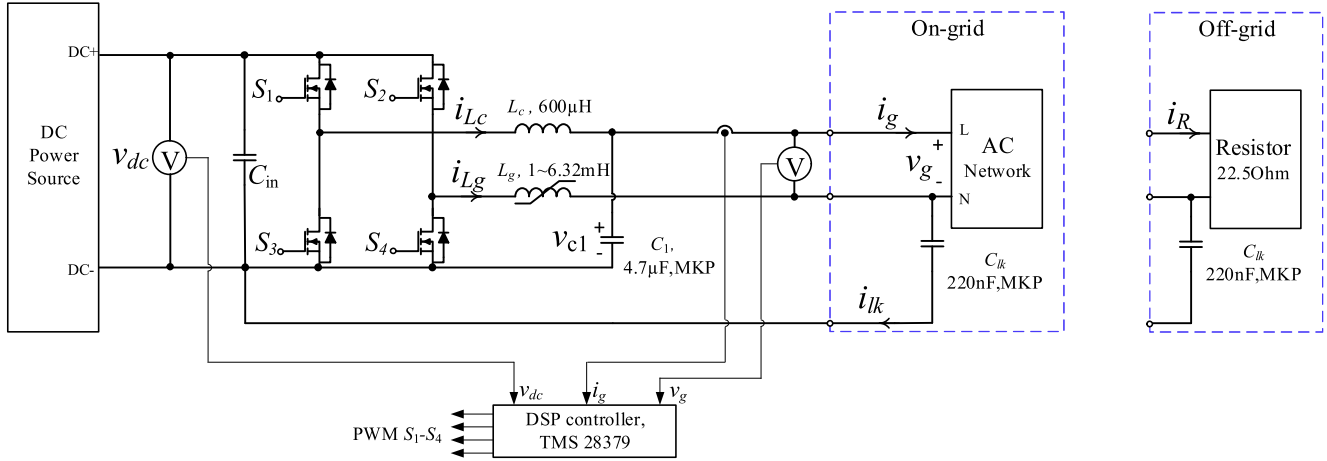 On-grid
Off-grid
DC+
S1
S2
iLc
Lc, 600μH
ig
L
iR
DC
Power
Source
vdc
V
Cin
iLg
Lg, 1~6.32mH
V
+
vg
-
AC
Network
N
Resistor
22.5Ohm
S3
S4
vc1
+
-
C1,
4.7μF,MKP
DC-
Clk
220nF,MKP
Clk
220nF,MKP
ilk
vdc
ig
vg
PWM S1-S4
DSP controller,
TMS 28379